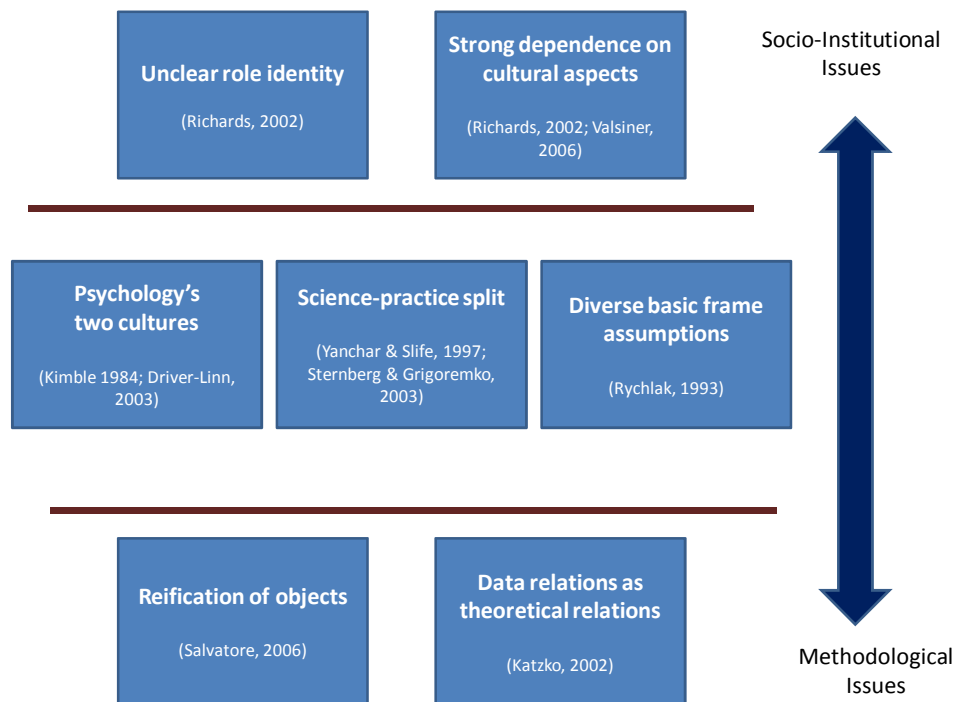 Unclear role identity
(Richards, 2002)
Strong dependence on
cultural aspects
(Richards, 2002; Valsiner,
2006)
Socio-Institutional
Issues
Psychology's
two cultures
(Kimble 1984; Driver-Linn,
2003)
Science-practice split
(Yanchar & Slife, 1997;
Sternberg & Grigoremko,
2003)
Diverse basic frame
assumptions
(Rychlak, 1993)
Reification of objects
(Salvatore, 2006)
Data relations as
theoretical relations
(Katzko, 2002)
Methodological
Issues